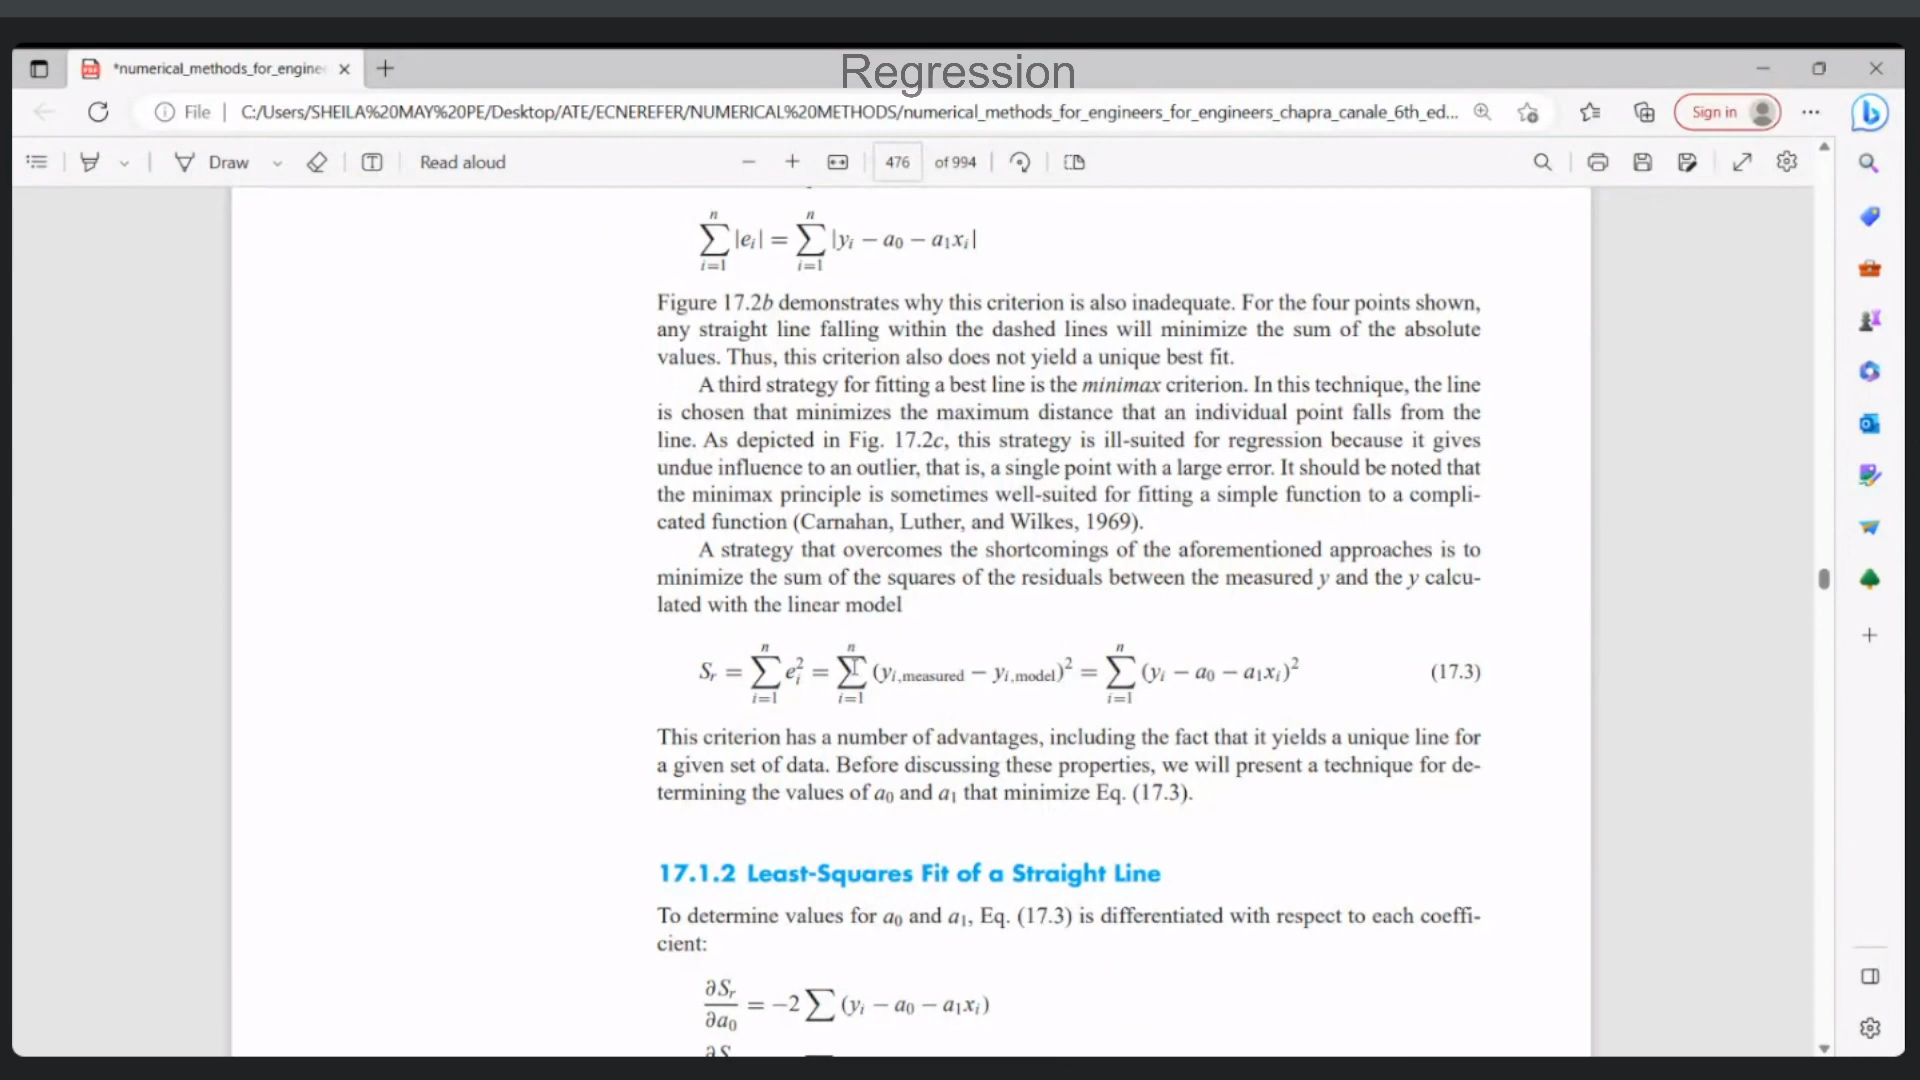 Regression
*numerical_methods_for_enginee
File
C:/Users/SHEILA%20MAY%20PE/Desktop/ATE/ECNEREFER/NUMERICAL%20METHODS/numerical_methods_for_engineers_for_engineers_chapra_canale_6th_ed...
Sign in
Draw
Read aloud
476 of 994
∑_{i=1}^{n} |e_i| = ∑_{i=1}^{n} |y_i − a_0 − a_1x_i|
Figure 17.2b demonstrates why this criterion is also inadequate. For the four points shown,
any straight line falling within the dashed lines will minimize the sum of the absolute
values. Thus, this criterion also does not yield a unique best fit.
A third strategy for fitting a best line is the minimax criterion. In this technique, the line
is chosen that minimizes the maximum distance that an individual point falls from the
line. As depicted in Fig. 17.2c, this strategy is ill-suited for regression because it gives
undue influence to an outlier, that is, a single point with a large error. It should be noted that
the minimax principle is sometimes well-suited for fitting a simple function to a compli-
cated function (Carnahan, Luther, and Wilkes, 1969).
A strategy that overcomes the shortcomings of the aforementioned approaches is to
minimize the sum of the squares of the residuals between the measured y and the y calcu-
lated with the linear model
S_r = ∑_{i=1}^{n} e_i^2 = ∑_{i=1}^{n} (y_{i,measured} − y_{i,model})^2 = ∑_{i=1}^{n} (y_i − a_0 − a_1x_i)^2 (17.3)
This criterion has a number of advantages, including the fact that it yields a unique line for
a given set of data. Before discussing these properties, we will present a technique for de-
termining the values of a_0 and a_1 that minimize Eq. (17.3).
17.1.2 Least-Squares Fit of a Straight Line
To determine values for a_0 and a_1, Eq. (17.3) is differentiated with respect to each coeffi-
cient:
∂S_r/∂a_0 = −2 ∑ (y_i − a_0 − a_1x_i)